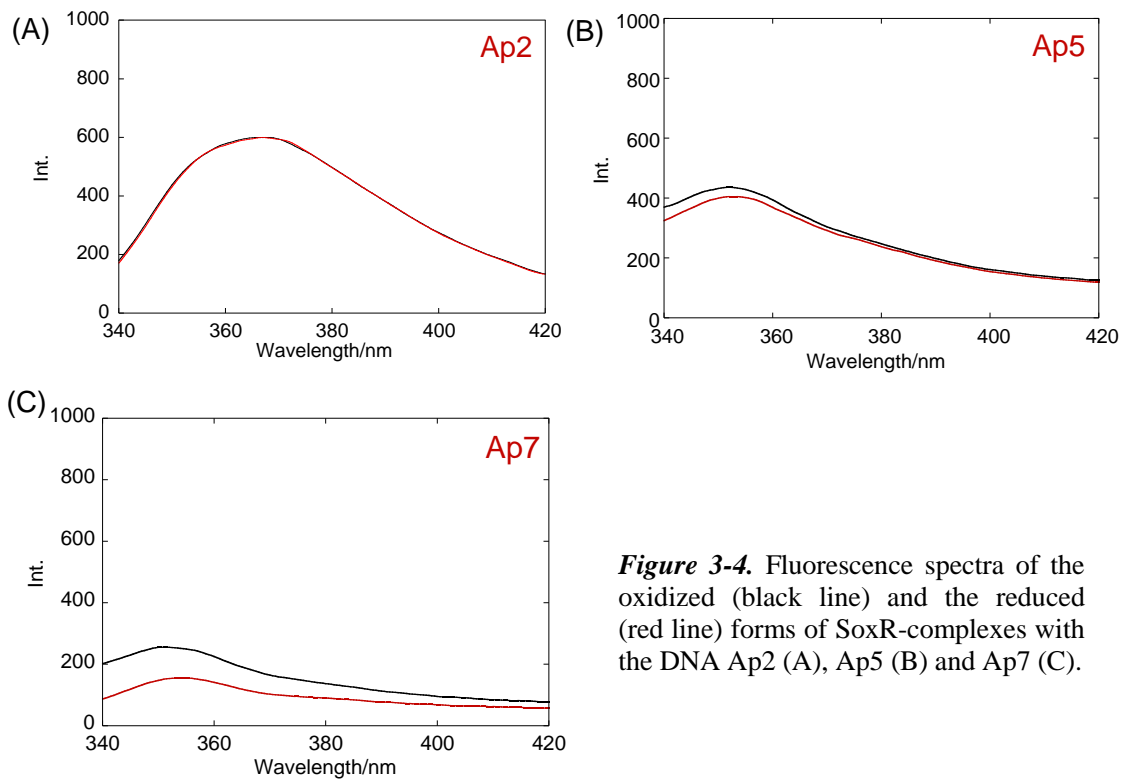 (A)
Ap2
1000
800
600
400
200
0
Int.
340 360 380 400 420
Wavelength/nm
(B)
Ap5
1000
800
600
400
200
0
Int.
340 360 380 400 420
Wavelength/nm
(C)
Ap7
1000
800
600
400
200
0
Int.
340 360 380 400 420
Wavelength/nm
Figure 3-4. Fluorescence spectra of the
oxidized (black line) and the reduced
(red line) forms of SoxR-complexes with
the DNA Ap2 (A), Ap5 (B) and Ap7 (C).